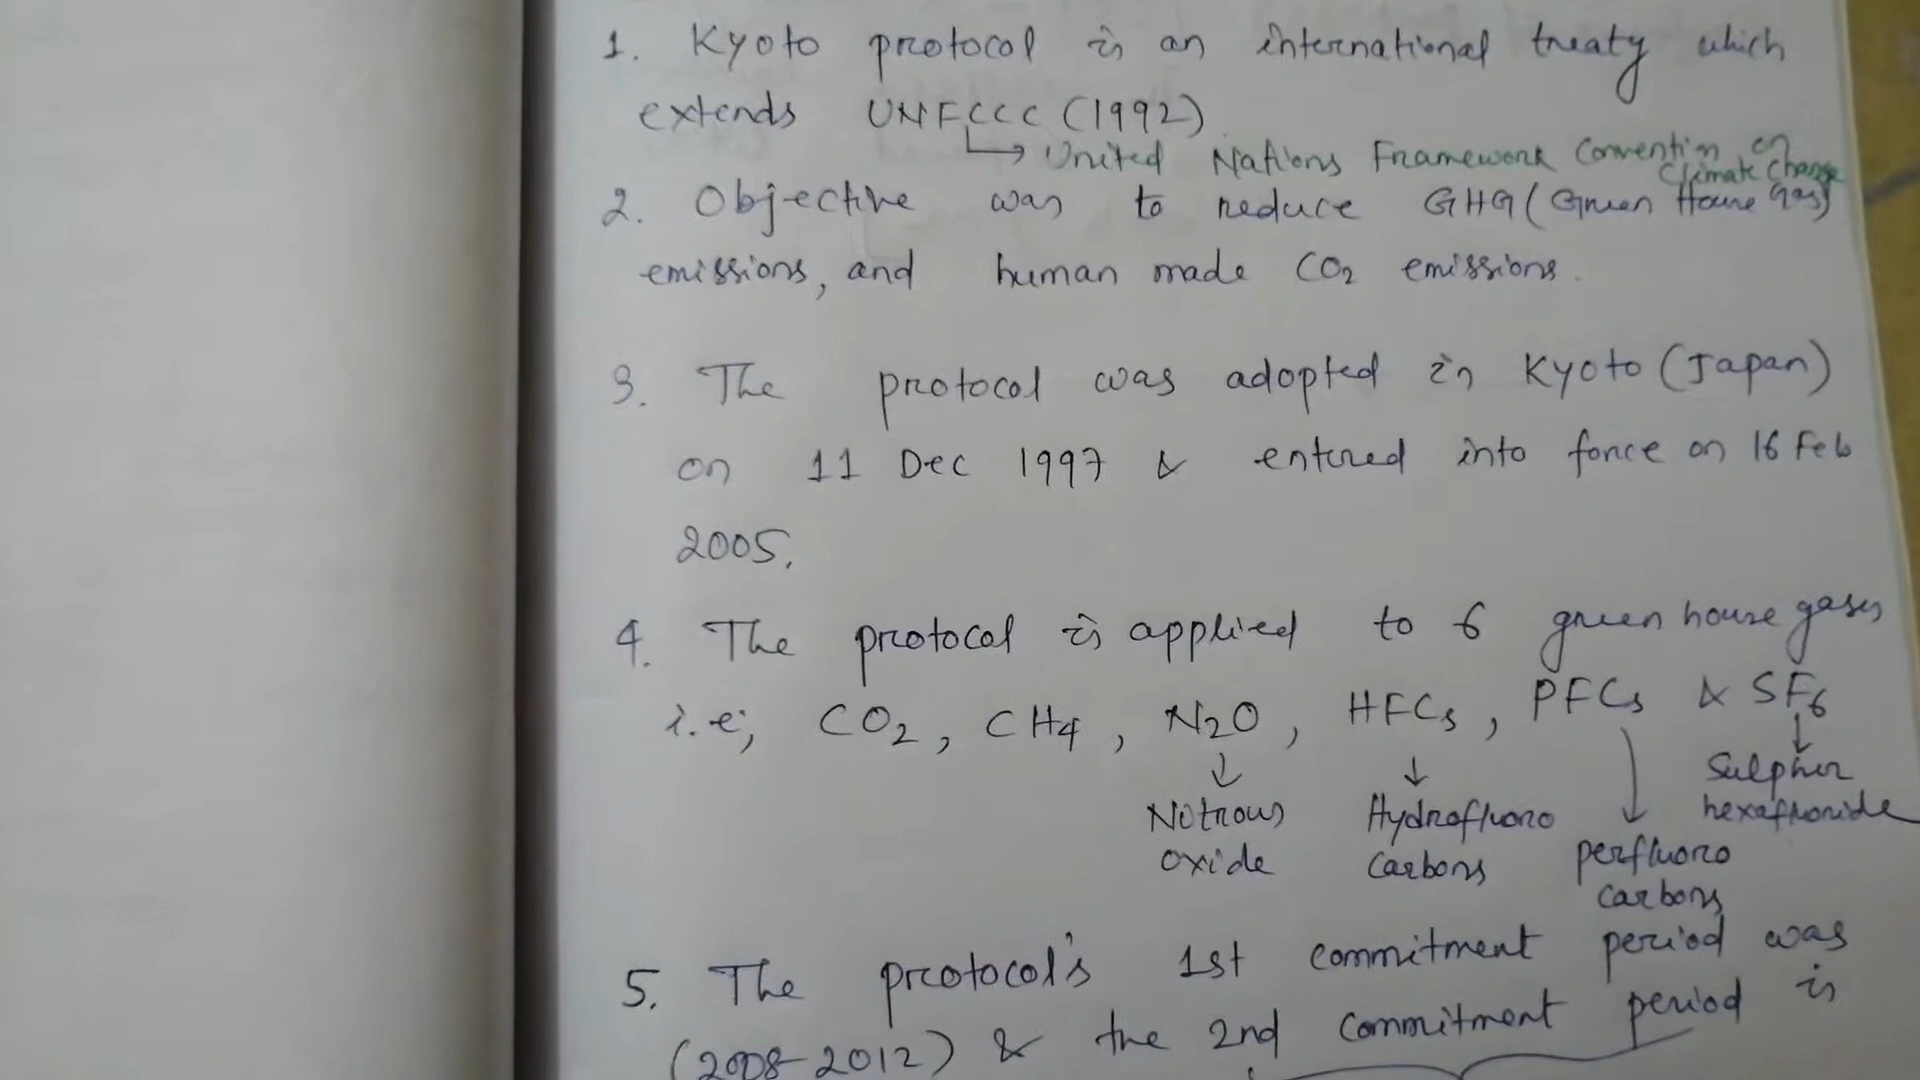 1. Kyoto protocol is an international treaty which
extends UNFCCC (1992)
→ United Nations Framework Convention on
Climate Change
2. Objective was to reduce GHG (Green House Gas)
emissions, and human made CO2 emissions.
3. The protocol was adopted in Kyoto (Japan)
on 11 Dec 1997 & entered into force on 16 Feb
2005.
4. The protocol is applied to 6 green house gases
i.e; CO2, CH4, N2O, HFCs, PFCs & SF6
↓ ↓ ↓ ↓
Nitrous Hydrofluoro Sulphur
oxide Carbons perfluoro hexafluoride
carbons
5. The protocol's 1st commitment period was
(2008-2012) & the 2nd commitment period is